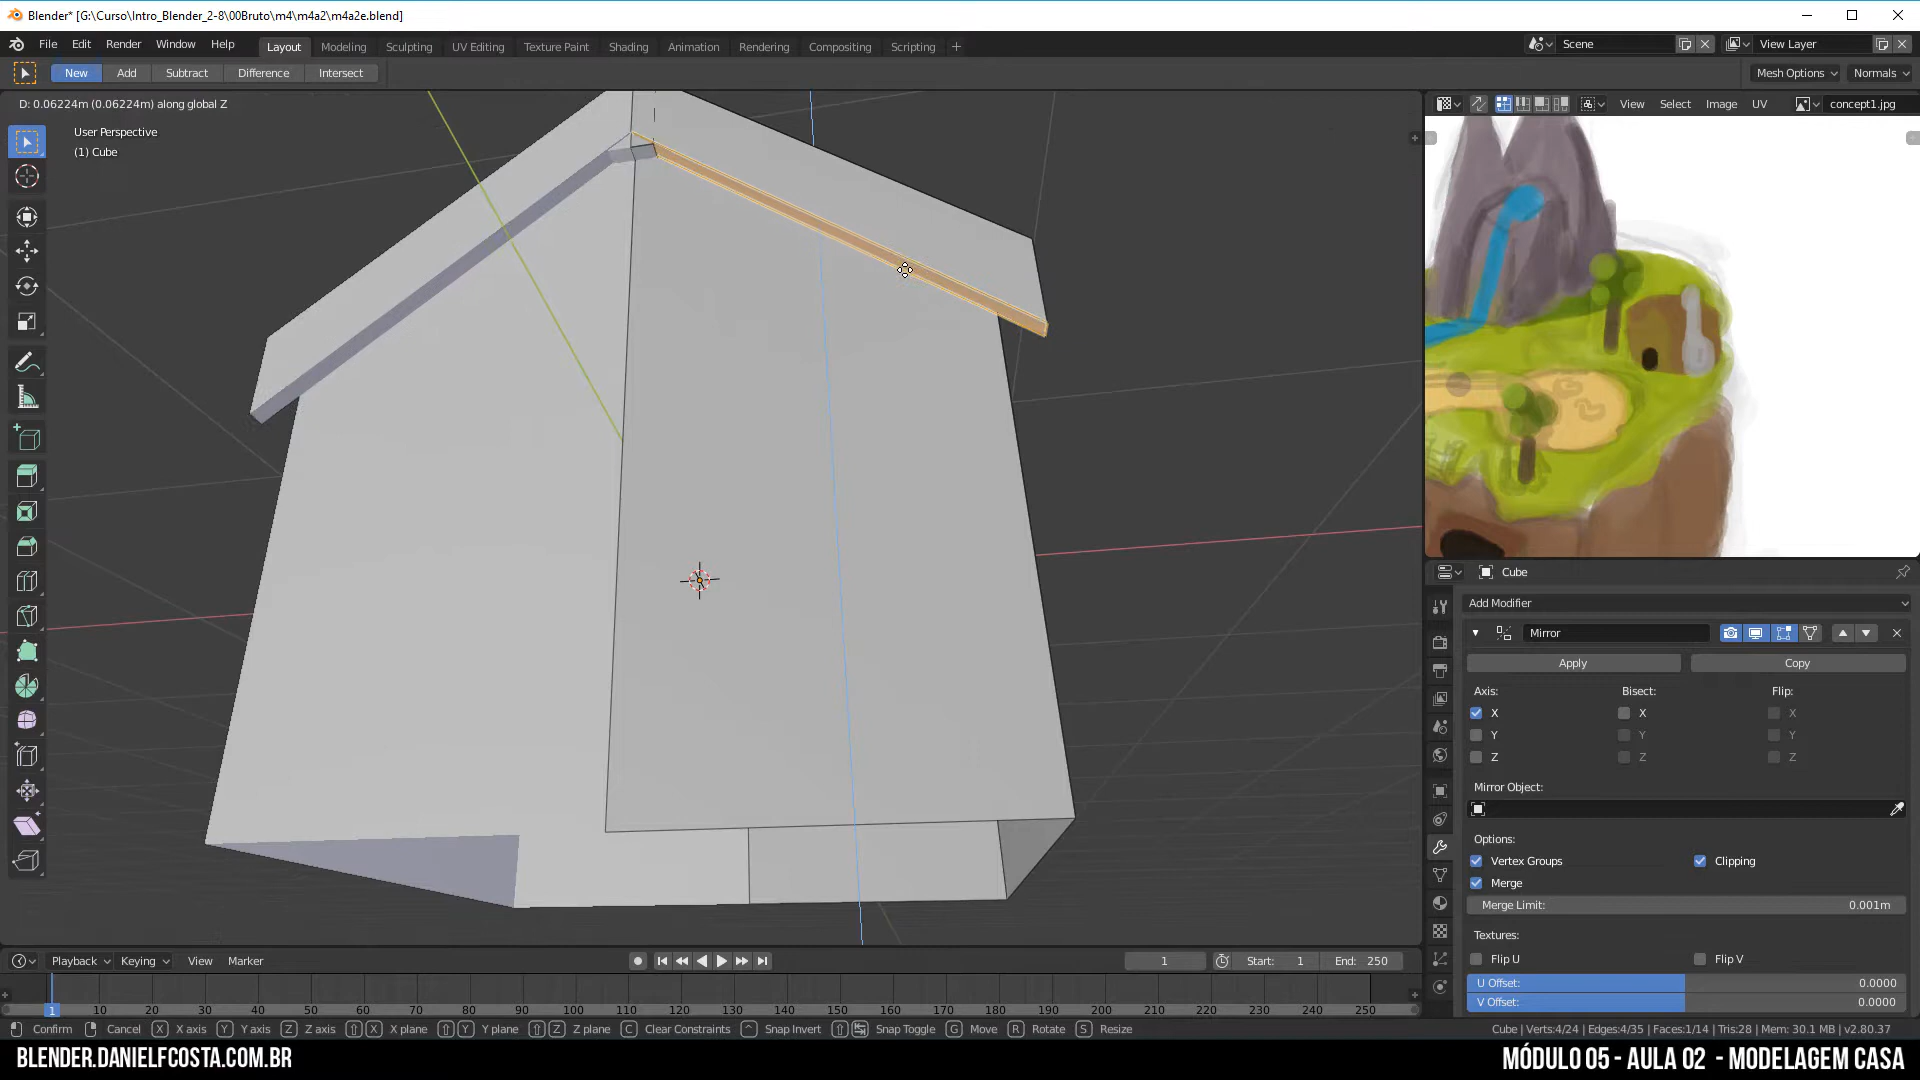 Blender* [G:\Curso\Intro_Blender_2-8\00Bruto\m4\m4a2\m4a2e.blend]
File Edit Render Window Help Layout Modeling Sculpting UV Editing Texture Paint Shading Animation Rendering Compositing Scripting + Scene View Layer
New Add Subtract Difference Intersect Mesh Options Normals
D: 0.06224m (0.06224m) along global Z
View Select Image UV concept1.jpg
User Perspective
(1) Cube
Cube
Add Modifier
Mirror
Apply Copy
Axis: Bisect: Flip:
X X X
Y Y Y
Z Z Z
Mirror Object:
Options:
Vertex Groups Clipping
Merge
Merge Limit: 0.001m
Textures:
Flip U Flip V
U Offset: 0.0000
V Offset: 0.0000
Playback Keying View Marker 1 Start: 1 End: 250
1 10 20 30 40 50 60 70 80 90 100 110 120 130 140 150 160 170 180 190 200 210 220 230 240 250
Confirm Cancel X X axis Y Y axis Z Z axis X X plane Y Y plane Z Z plane C Clear Constraints Snap Invert Snap Toggle G Move R Rotate S Resize
Cube | Verts:4/24 | Edges:4/35 | Faces:1/14 | Tris:28 | Mem: 30.1 MB | v2.80.37
BLENDER.DANIELFCOSTA.COM.BR
MÓDULO 05 - AULA 02 - MODELAGEM CASA